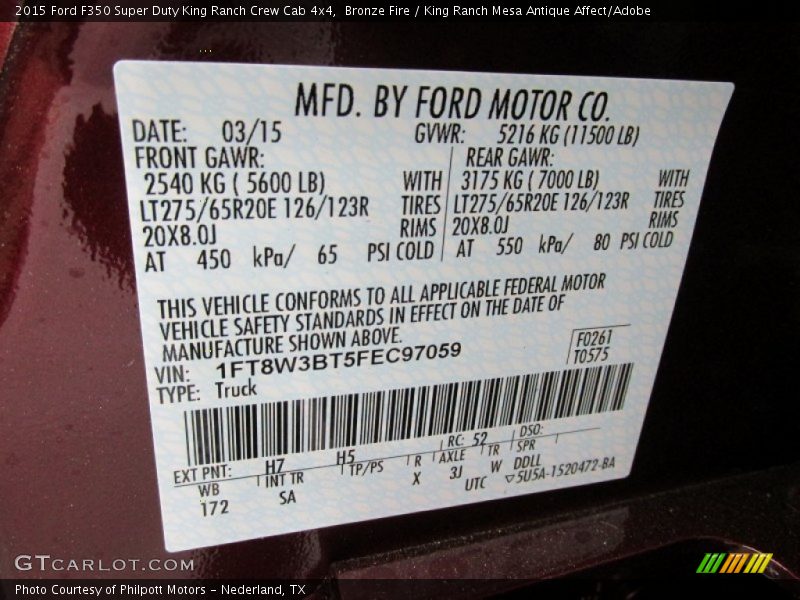 2015 Ford F350 Super Duty King Ranch Crew Cab 4x4,  Bronze Fire / King Ranch Mesa Antique Affect/Adobe
MFD. BY FORD MOTOR CO.
DATE: 03/15 GVWR: 5216 KG (11500 LB)
FRONT GAWR: REAR GAWR:
2540 KG ( 5600 LB) WITH 3175 KG ( 7000 LB) WITH
LT275/65R20E 126/123R TIRES LT275/65R20E 126/123R TIRES
20X8.0J RIMS 20X8.0J RIMS
AT 450 kPa/ 65 PSI COLD AT 550 kPa/ 80 PSI COLD
THIS VEHICLE CONFORMS TO ALL APPLICABLE FEDERAL MOTOR
VEHICLE SAFETY STANDARDS IN EFFECT ON THE DATE OF
MANUFACTURE SHOWN ABOVE.
VIN: 1FT8W3BT5FEC97059 F0261
TYPE: Truck T0575
EXT PNT: H7 H5 RC: 52 DSO:
WB INT TR TP/PS R AXLE TR SPR
172 SA X 3J W DDLL
UTC ▽5U5A-1520472-BA
GTCARLOT.COM
Photo Courtesy of Philpott Motors - Nederland, TX